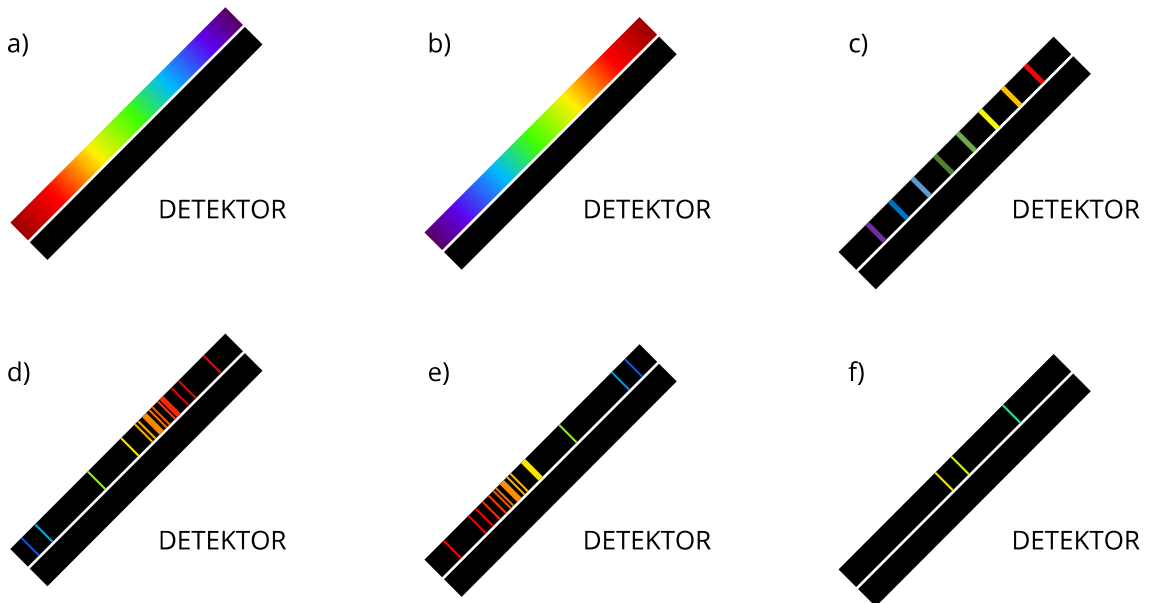 a)
b)
c)
DETEKTOR
DETEKTOR
DETEKTOR
d)
e)
f)
DETEKTOR
DETEKTOR
DETEKTOR